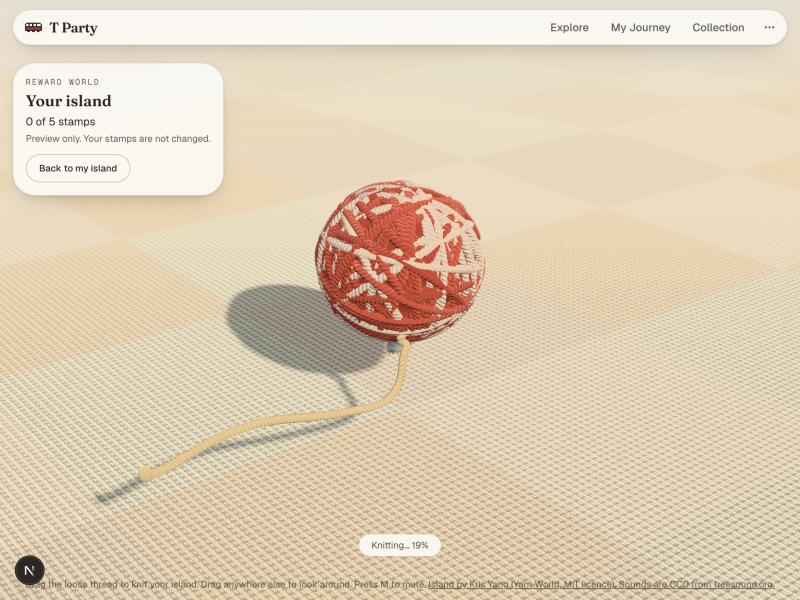 T Party
Explore
My Journey
Collection
REWARD WORLD
Your island
0 of 5 stamps
Preview only. Your stamps are not changed.
Back to my island
Knitting… 19%
N
the loose thread to knit your island. Drag anywhere else to look around. Press M to mute. Island by Kris Yang (Yarn World, MIT licence). Sounds are CC0 from freesound.org.